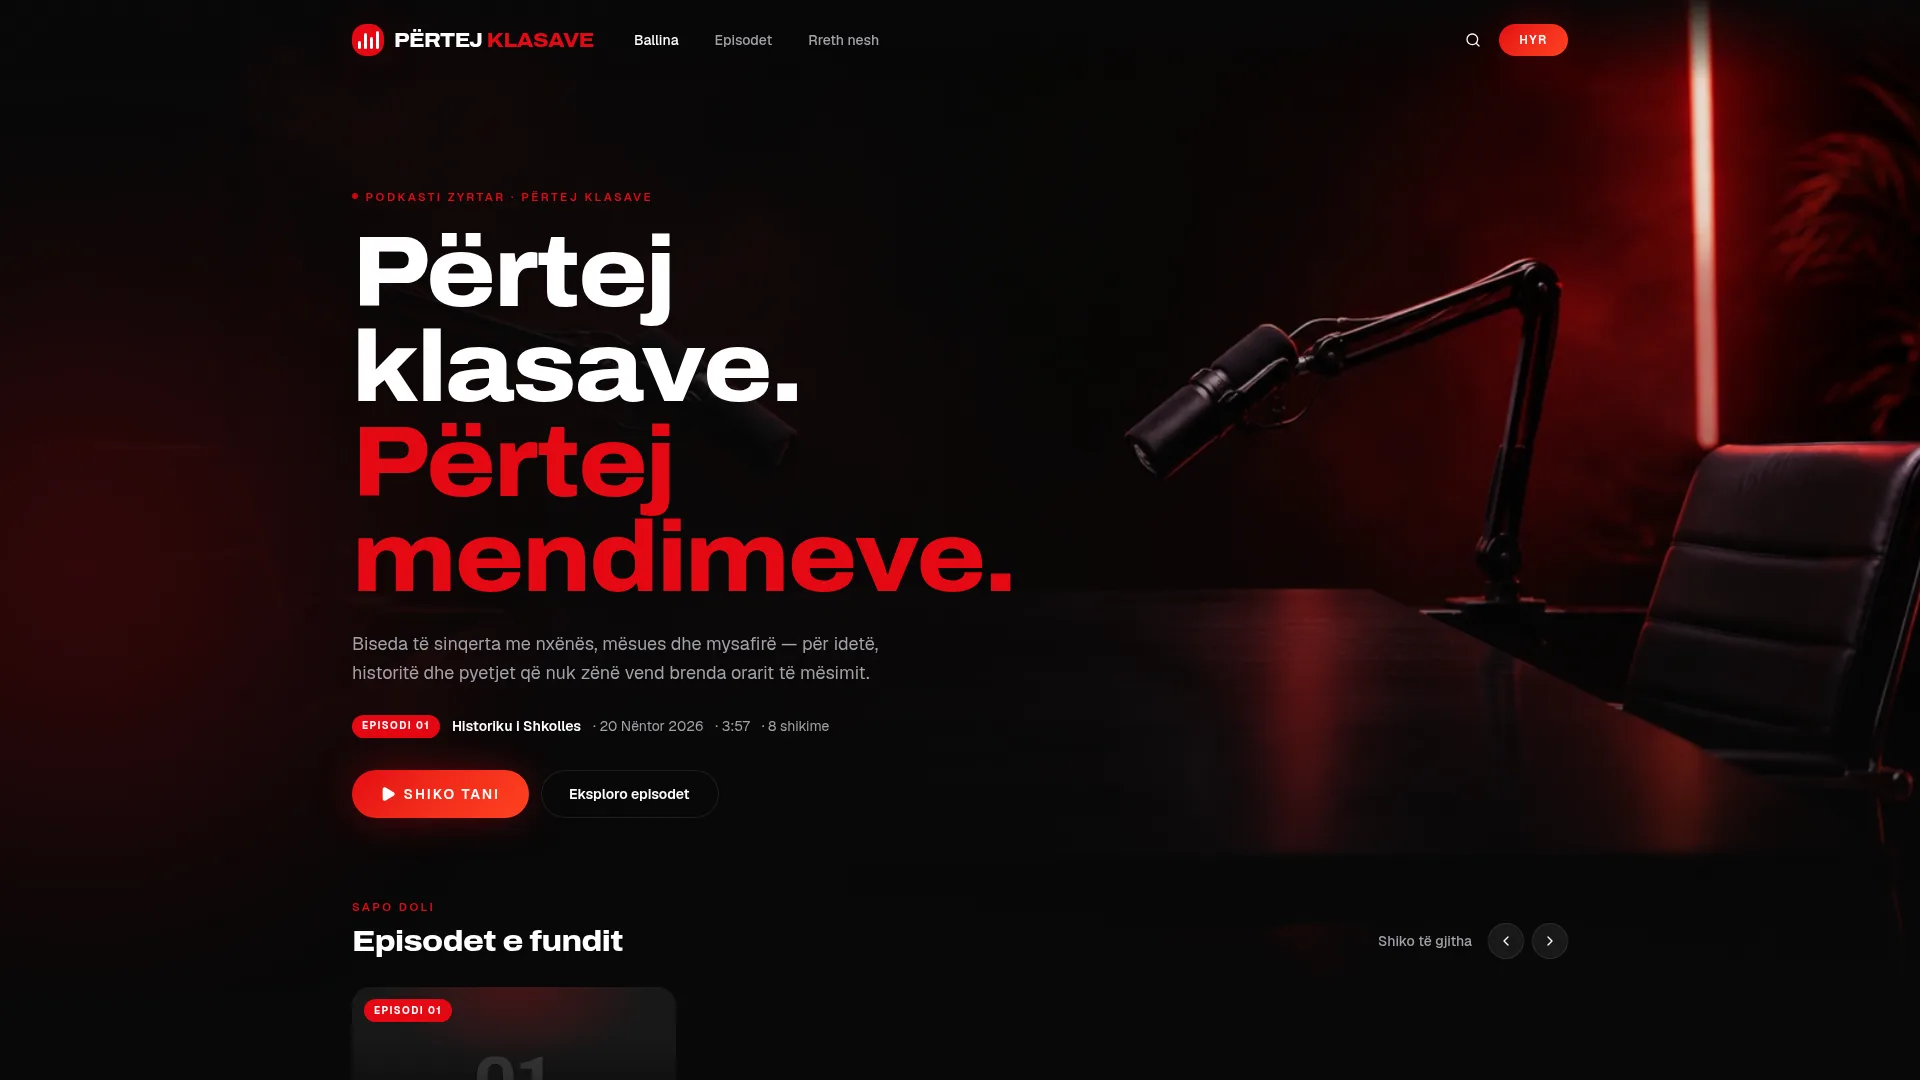 PËRTEJ KLASAVE
Ballina
Episodet
Rreth nesh
HYR
PODKASTI ZYRTAR · PËRTEJ KLASAVE
Përtej
klasave.
Përtej
mendimeve.
Biseda të sinqerta me nxënës, mësues dhe mysafirë — për idetë,
historitë dhe pyetjet që nuk zënë vend brenda orarit të mësimit.
EPISODI 01 Historiku I Shkolles · 20 Nëntor 2026 · 3:57 · 8 shikime
SHIKO TANI
Eksploro episodet
SAPO DOLI
Episodet e fundit
Shiko të gjitha
EPISODI 01
01